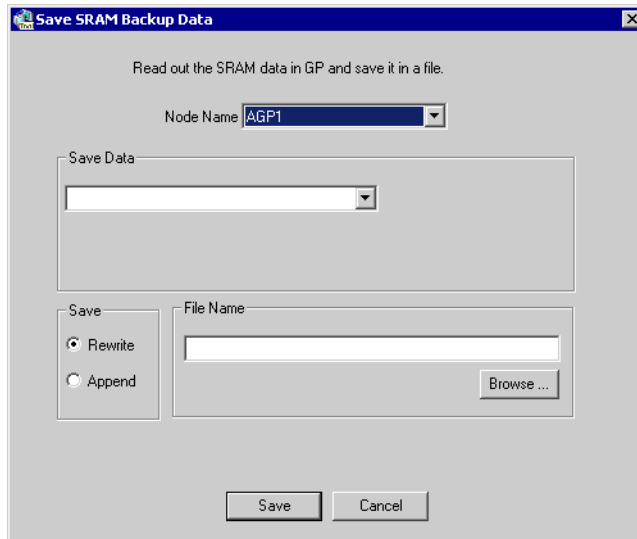 Save SRAM Backup Data
Read out the SRAM data in GP and save it in a file.
Node Name AGP1
Save Data
Save
Rewrite
Append
File Name
Browse ...
Save
Cancel